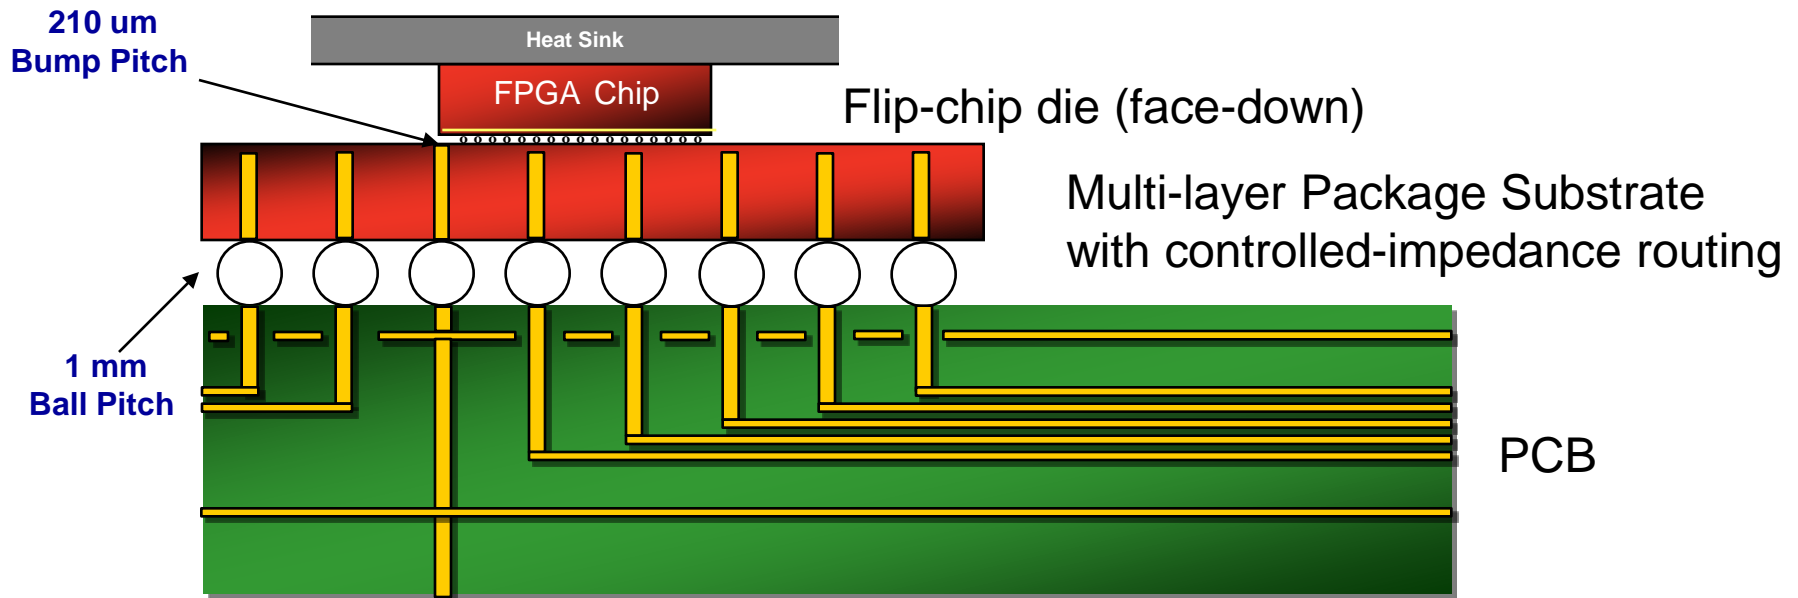 210 um
Bump Pitch
Heat Sink
FPGA Chip
Flip-chip die (face-down)
Multi-layer Package Substrate
with controlled-impedance routing
1 mm
Ball Pitch
PCB